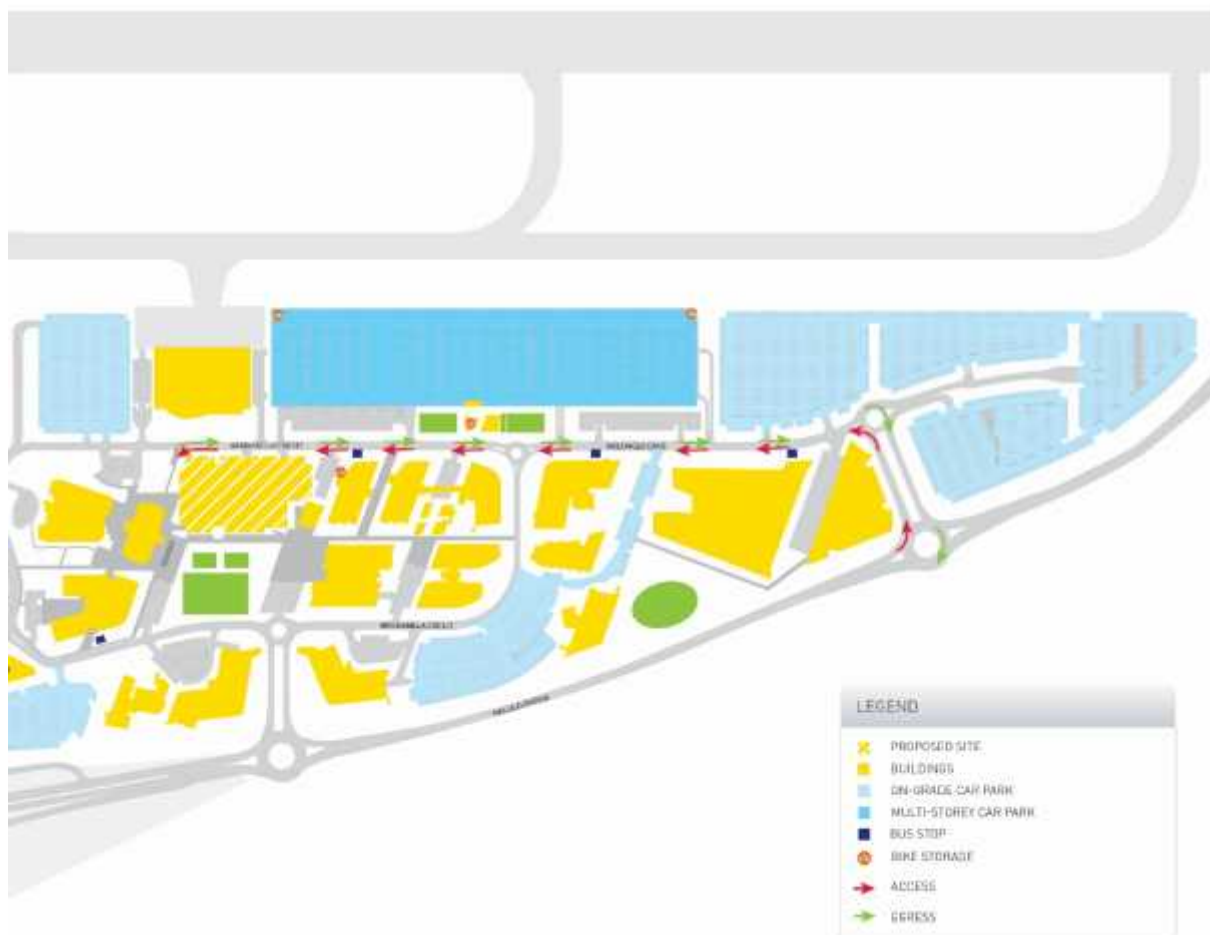 LEGEND
PROPOSED SITE
BUILDINGS
ON-GRADE CAR PARK
MULTI-STOREY CAR PARK
BUS STOP
BIKE STORAGE
ACCESS
EGRESS